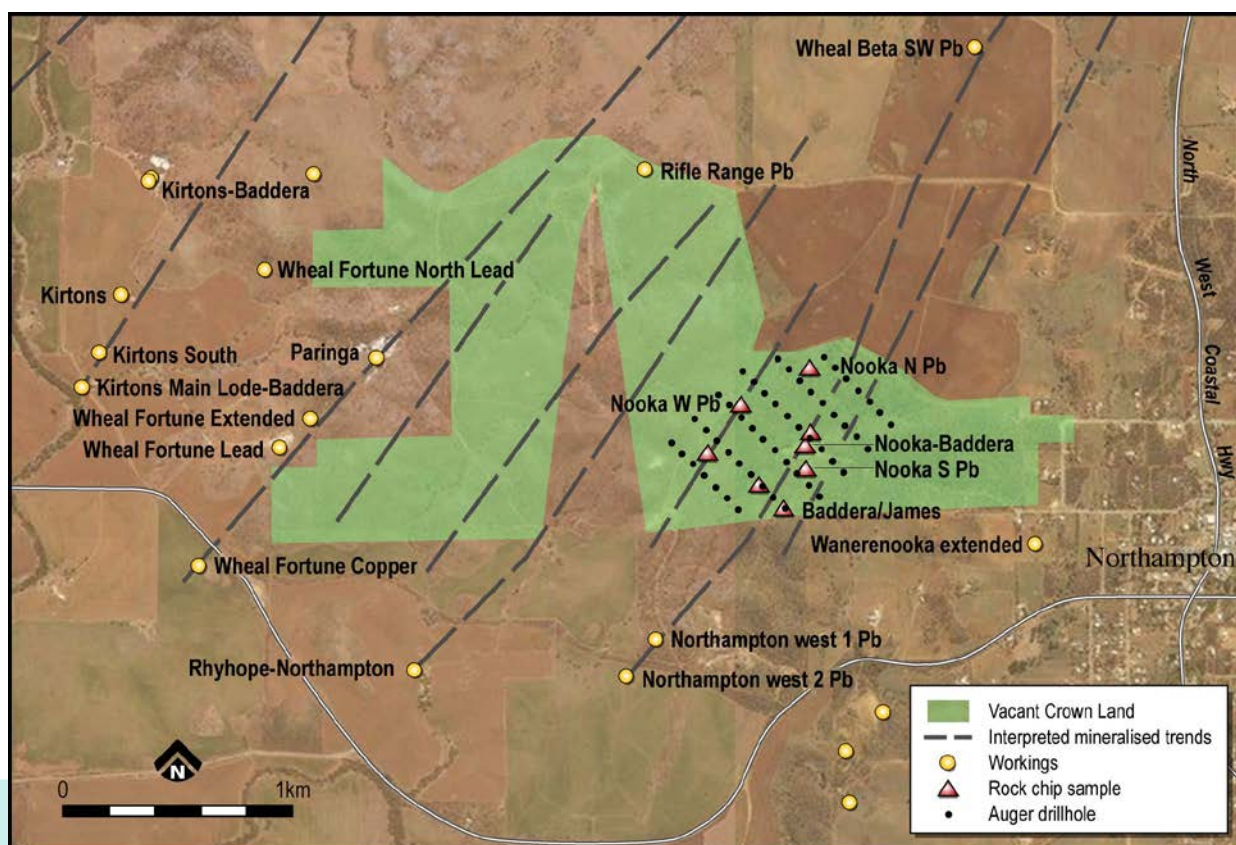 Wheal Beta SW Pb
North
West
Coastal
Hwy
Rifle Range Pb
Kirtons-Baddera
Wheal Fortune North Lead
Kirtons
Kirtons South
Paringa
Kirtons Main Lode-Baddera
Wheal Fortune Extended
Wheal Fortune Lead
Nooka N Pb
Nooka W Pb
Nooka-Baddera
Nooka S Pb
Baddera/James
Wanerenooka extended
Northampton
Wheal Fortune Copper
Northampton west 1 Pb
Rhyhope-Northampton
Northampton west 2 Pb
N
0 1km
Vacant Crown Land
Interpreted mineralised trends
Workings
Rock chip sample
Auger drillhole